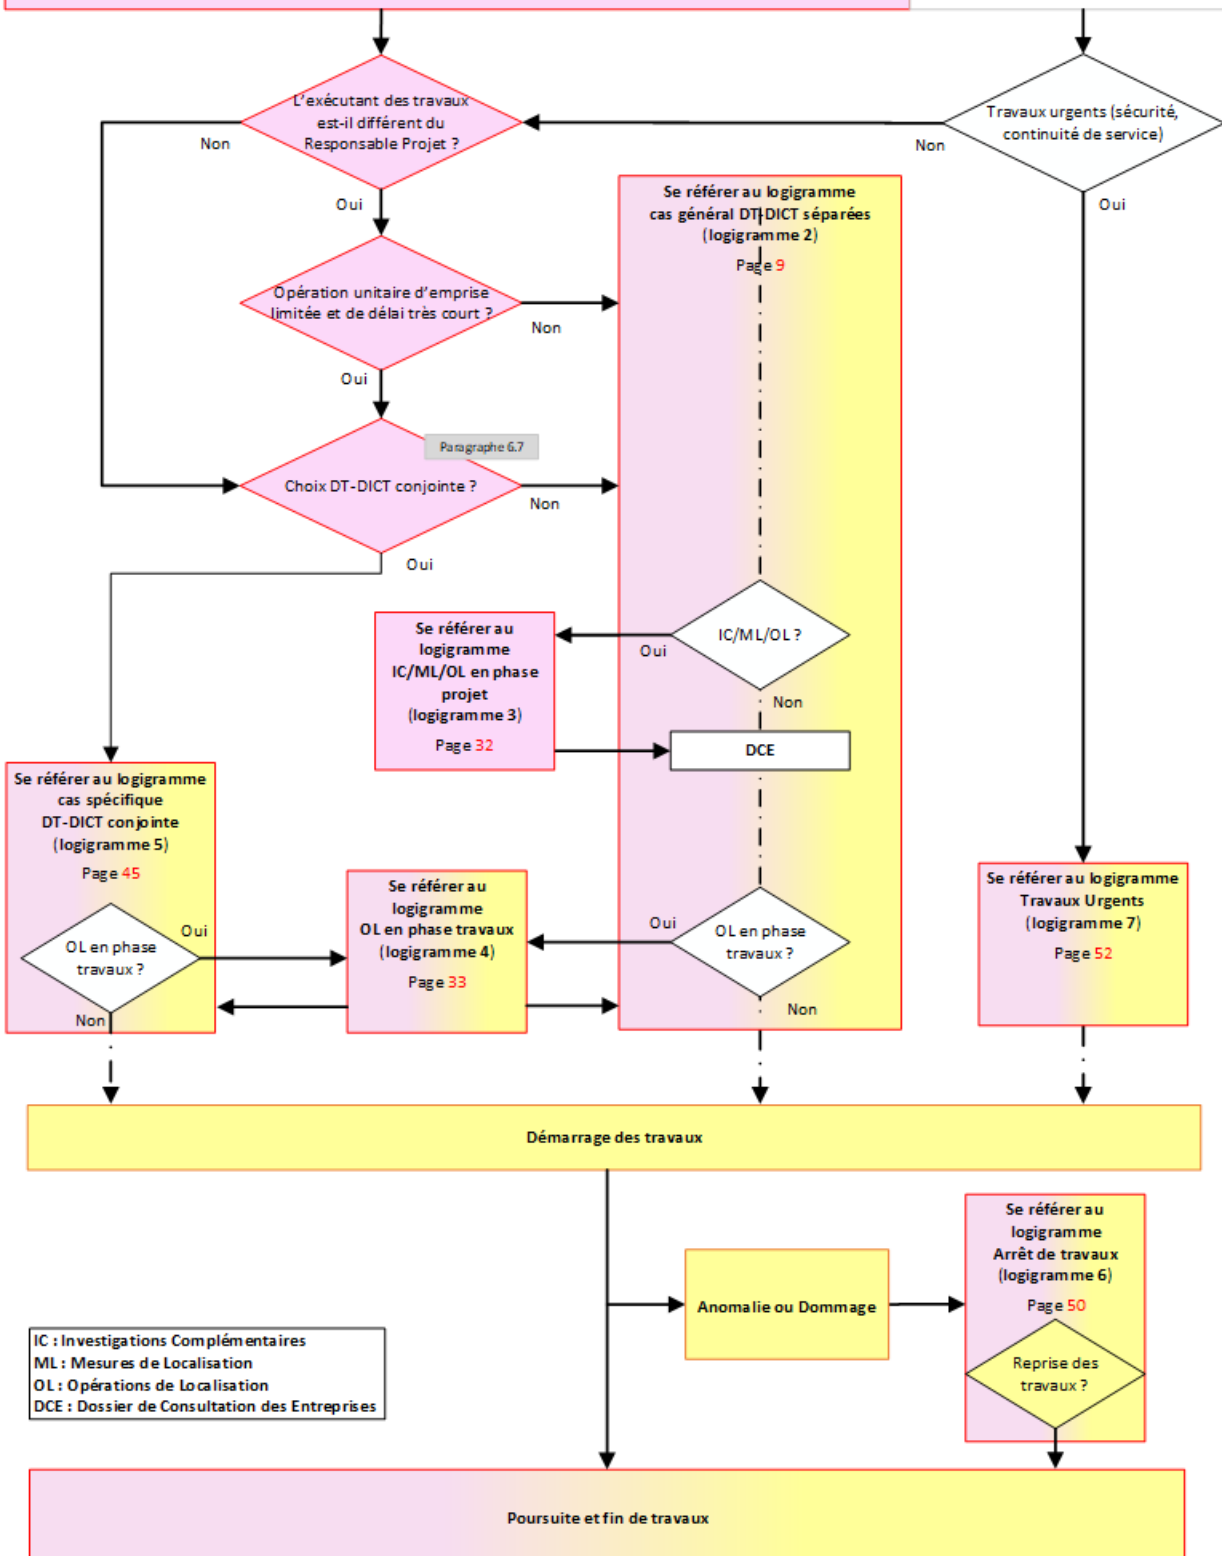 L'exécutant des travaux
est-il différent du
Responsable Projet ?
Non
Oui
Travaux urgents (sécurité,
continuité de service)
Non
Oui
Opération unitaire d'emprise
limitée et de délai très court ?
Non
Oui
Paragraphe 6.7
Choix DT-DICT conjointe ?
Non
Oui
Se référer au logigramme
cas général DT-DICT séparées
(logigramme 2)
Page 9
IC/ML/OL ?
Oui
Non
Se référer au
logigramme
IC/ML/OL en phase
projet
(logigramme 3)
Page 32
DCE
Se référer au logigramme
cas spécifique
DT-DICT conjointe
(logigramme 5)
Page 45
OL en phase
travaux ?
Oui
Non
Se référer au
logigramme
OL en phase travaux
(logigramme 4)
Page 33
Oui
OL en phase
travaux ?
Non
Se référer au logigramme
Travaux Urgents
(logigramme 7)
Page 52
Démarrage des travaux
Anomalie ou Dommage
Se référer au
logigramme
Arrêt de travaux
(logigramme 6)
Page 50
Reprise des
travaux ?
IC : Investigations Complémentaires
ML : Mesures de Localisation
OL : Opérations de Localisation
DCE : Dossier de Consultation des Entreprises
Poursuite et fin de travaux